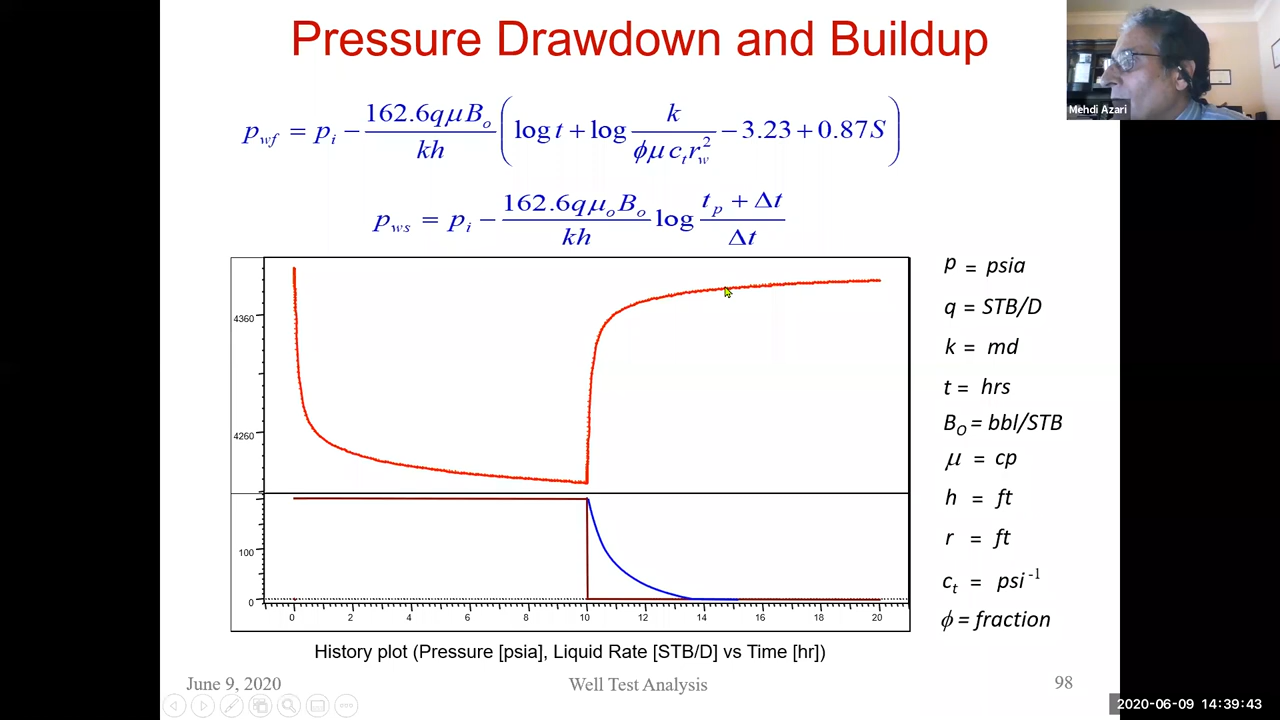 Pressure Drawdown and Buildup
Mehdi Azari
p_wf = p_i − 162.6qμB_o / kh (log t + log k / ϕμc_t r_w^2 − 3.23 + 0.87S)
p_ws = p_i − 162.6qμ_oB_o / kh log t_p + Δt / Δt
4360
4260
100
0
0 2 4 6 8 10 12 14 16 18 20
p = psia
q = STB/D
k = md
t = hrs
B_O = bbl/STB
μ = cp
h = ft
r = ft
c_t = psi^-1
ϕ = fraction
History plot (Pressure [psia], Liquid Rate [STB/D] vs Time [hr])
June 9, 2020
Well Test Analysis
98
2020-06-09 14:39:43